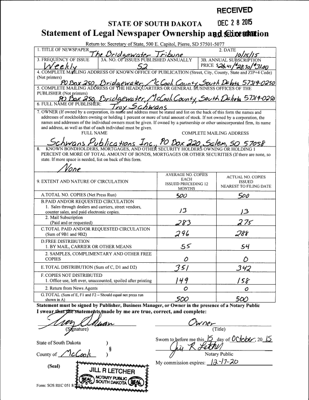 RECEIVED
DEC 28 2015
STATE OF SOUTH DAKOTA
Statement of Legal Newspaper Ownership and Circulation
Return to: Secretary of State, 500 E. Capitol, Pierre, SD 57501-5077
1. TITLE OF NEWSPAPER
The Bridgewater Tribune
2. DATE
10/15/15
3. FREQUENCY OF ISSUE
Weekly
3A. NO. OF ISSUES PUBLISHED ANNUALLY
52
3B. ANNUAL SUBSCRIPTION PRICE
4. COMPLETE MAILING ADDRESS OF KNOWN OFFICE OF PUBLICATION (Street, City, County, State and ZIP+4 Code) (Not printers)
PO Box 250, Bridgewater, McCook County, South Dakota 57319-0250
5. COMPLETE MAILING ADDRESS OF THE HEADQUARTERS OR GENERAL BUSINESS OFFICES OF THE PUBLISHER (Not printers)
PO Box 250, Bridgewater, McCook County, South Dakota 57319-0250
6. FULL NAME OF PUBLISHER:
Troy Schwans
7. OWNER (If owned by a corporation, its name and address must be stated and list on the back of this form the names and addresses of stockholders owning or holding 1 percent or more of total amount of stock. If not owned by a corporation, the names and addresses of the individual owners must be given. If owned by a partnership or other unincorporated firm, its name and address, as well as that of each individual must be given.
FULL NAME
COMPLETE MAILING ADDRESS
Schwans Publications Inc., PO Box 220, Salem, SD 57058
8. KNOWN BONDHOLDERS, MORTGAGES, AND OTHER SECURITY HOLDERS OWNING OR HOLDING 1 PERCENT OR MORE OF TOTAL AMOUNT OF BONDS, MORTGAGES OR OTHER SECURITIES (If there are none, so state. If more space is needed, list on back of this form.
None
9. EXTENT AND NATURE OF CIRCULATION
AVERAGE NO. COPIES EACH ISSUED PRECEDING 12 MONTHS
ACTUAL NO. COPIES ISSUED NEAREST TO FILING DATE
A. TOTAL NO. COPIES (Net Press Run)
500
500
B. PAID AND/OR REQUESTED CIRCULATION
1. Sales through dealers and carriers, street vendors, counter sales, and paid electronic copies.
13
13
2. Mail Subscription (Paid and/or requested)
283
275
C. TOTAL PAID AND/OR REQUESTED CIRCULATION (Sum of 9B1 and 9B2)
296
288
D. FREE DISTRIBUTION
1. BY MAIL, CARRIER OR OTHER MEANS
55
54
2. SAMPLES, COMPLIMENTARY AND OTHER FREE COPIES
0
0
E. TOTAL DISTRIBUTION (Sum of C, D1 and D2)
351
342
F. COPIES NOT DISTRIBUTED
1. Office use, left over, unaccounted, spoiled after printing
149
158
2. Return from News Agents
0
0
G. TOTAL (Sum of E, F1 and F2 – Should equal net press run shown in A)
500
500
Statement must be signed by Publisher, Business Manager, or Owner in the presence of a Notary Public
I swear that the statements made by me are true, correct, and complete:
(Signature)
Owner
(Title)
State of South Dakota )
County of McCook )
Sworn to before me this 15 day of October, 2015
Jill R Letcher
Notary Public
(Seal)
My commission expires: 12-17-20
JILL R LETCHER
SEAL
NOTARY PUBLIC
SOUTH DAKOTA
SEAL